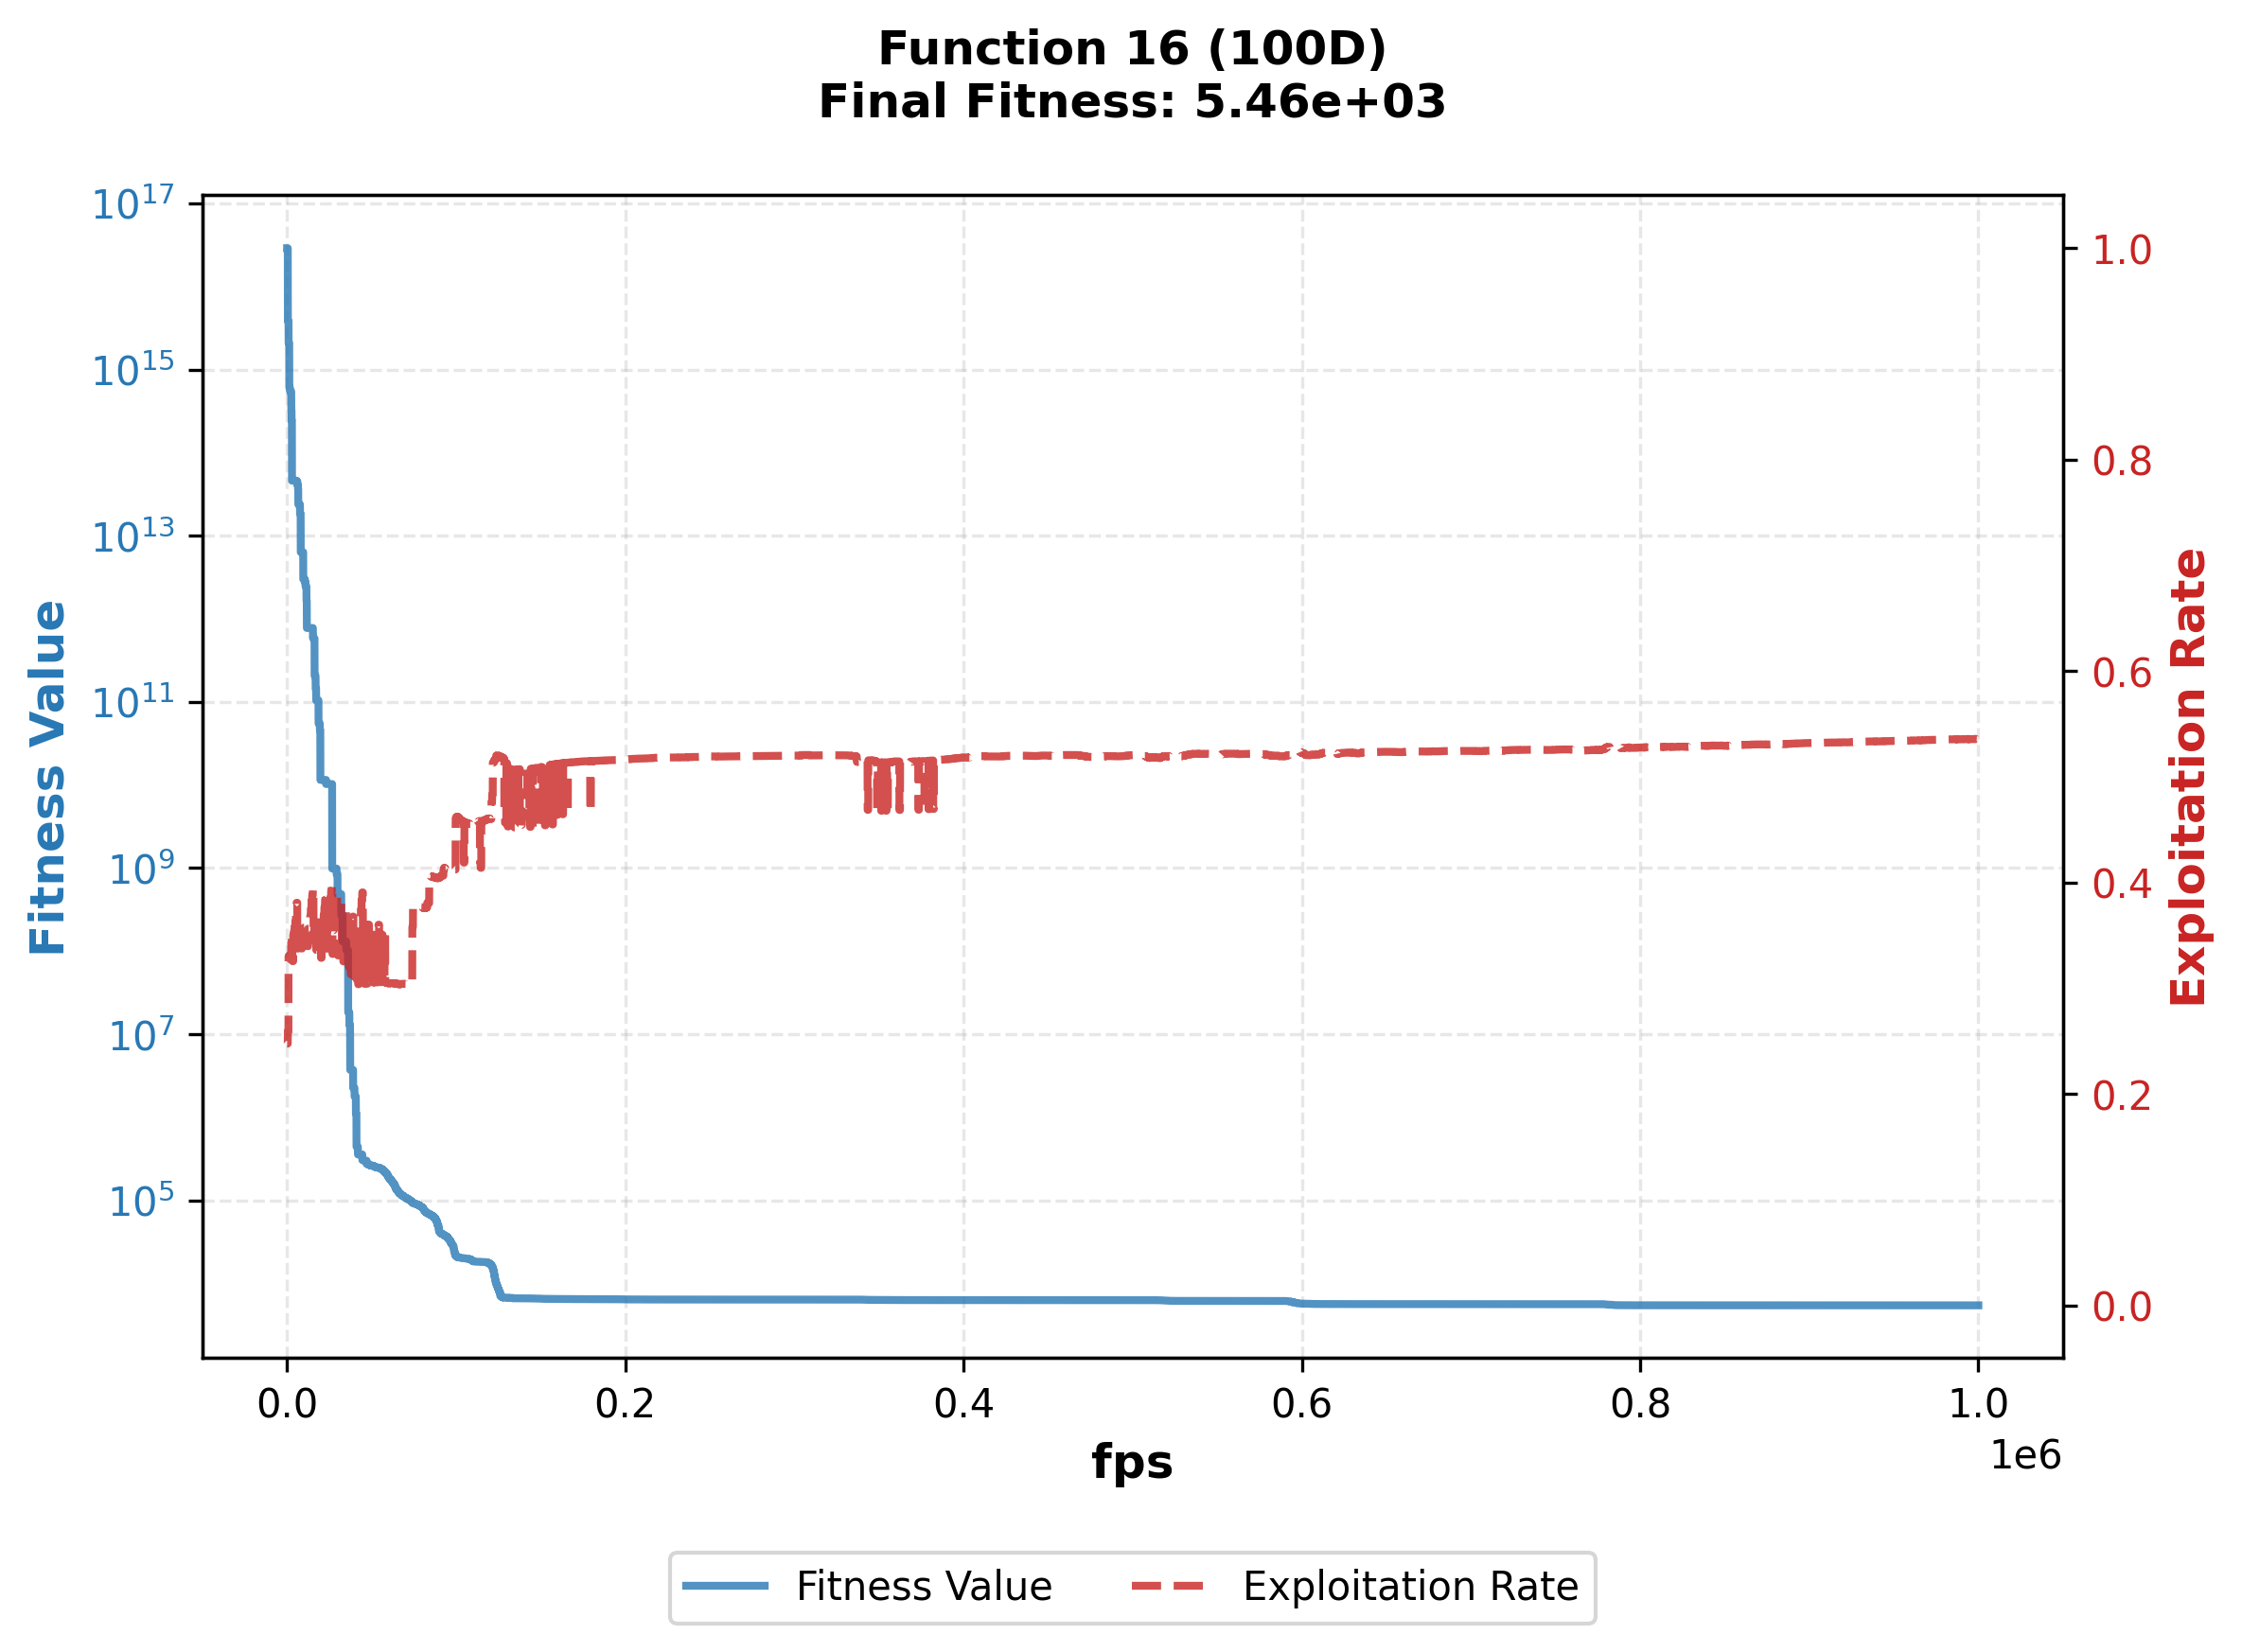 Function 16 (100D)
Final Fitness: 5.46e+03
Fitness Value
10^17
10^15
10^13
10^11
10^9
10^7
10^5
1.0
0.8
0.6
0.4
0.2
0.0
Exploitation Rate
0.0 0.2 0.4 0.6 0.8 1.0
1e6
fps
Fitness Value Exploitation Rate